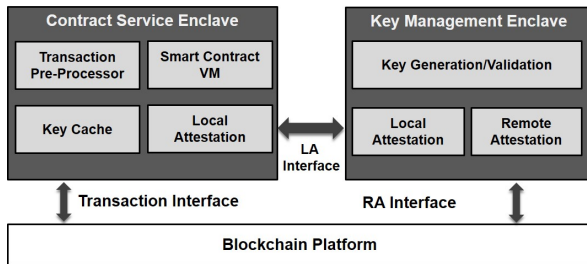 Contract Service Enclave
Transaction
Pre-Processor
Smart Contract
VM
Key Cache
Local
Attestation
LA
Interface
Key Management Enclave
Key Generation/Validation
Local
Attestation
Remote
Attestation
Transaction Interface
RA Interface
Blockchain Platform